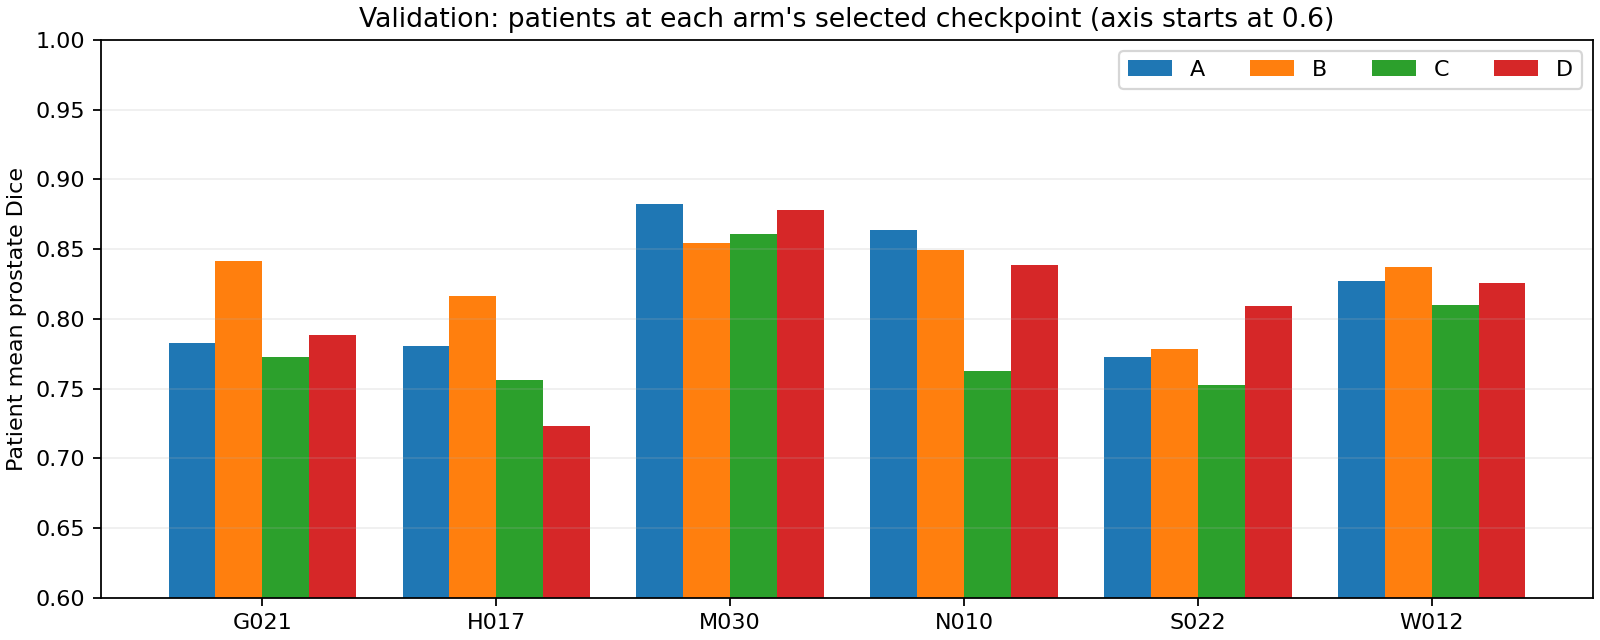 Validation: patients at each arm's selected checkpoint (axis starts at 0.6)
A B C D
Patient mean prostate Dice
1.00
0.95
0.90
0.85
0.80
0.75
0.70
0.65
0.60
G021 H017 M030 N010 S022 W012